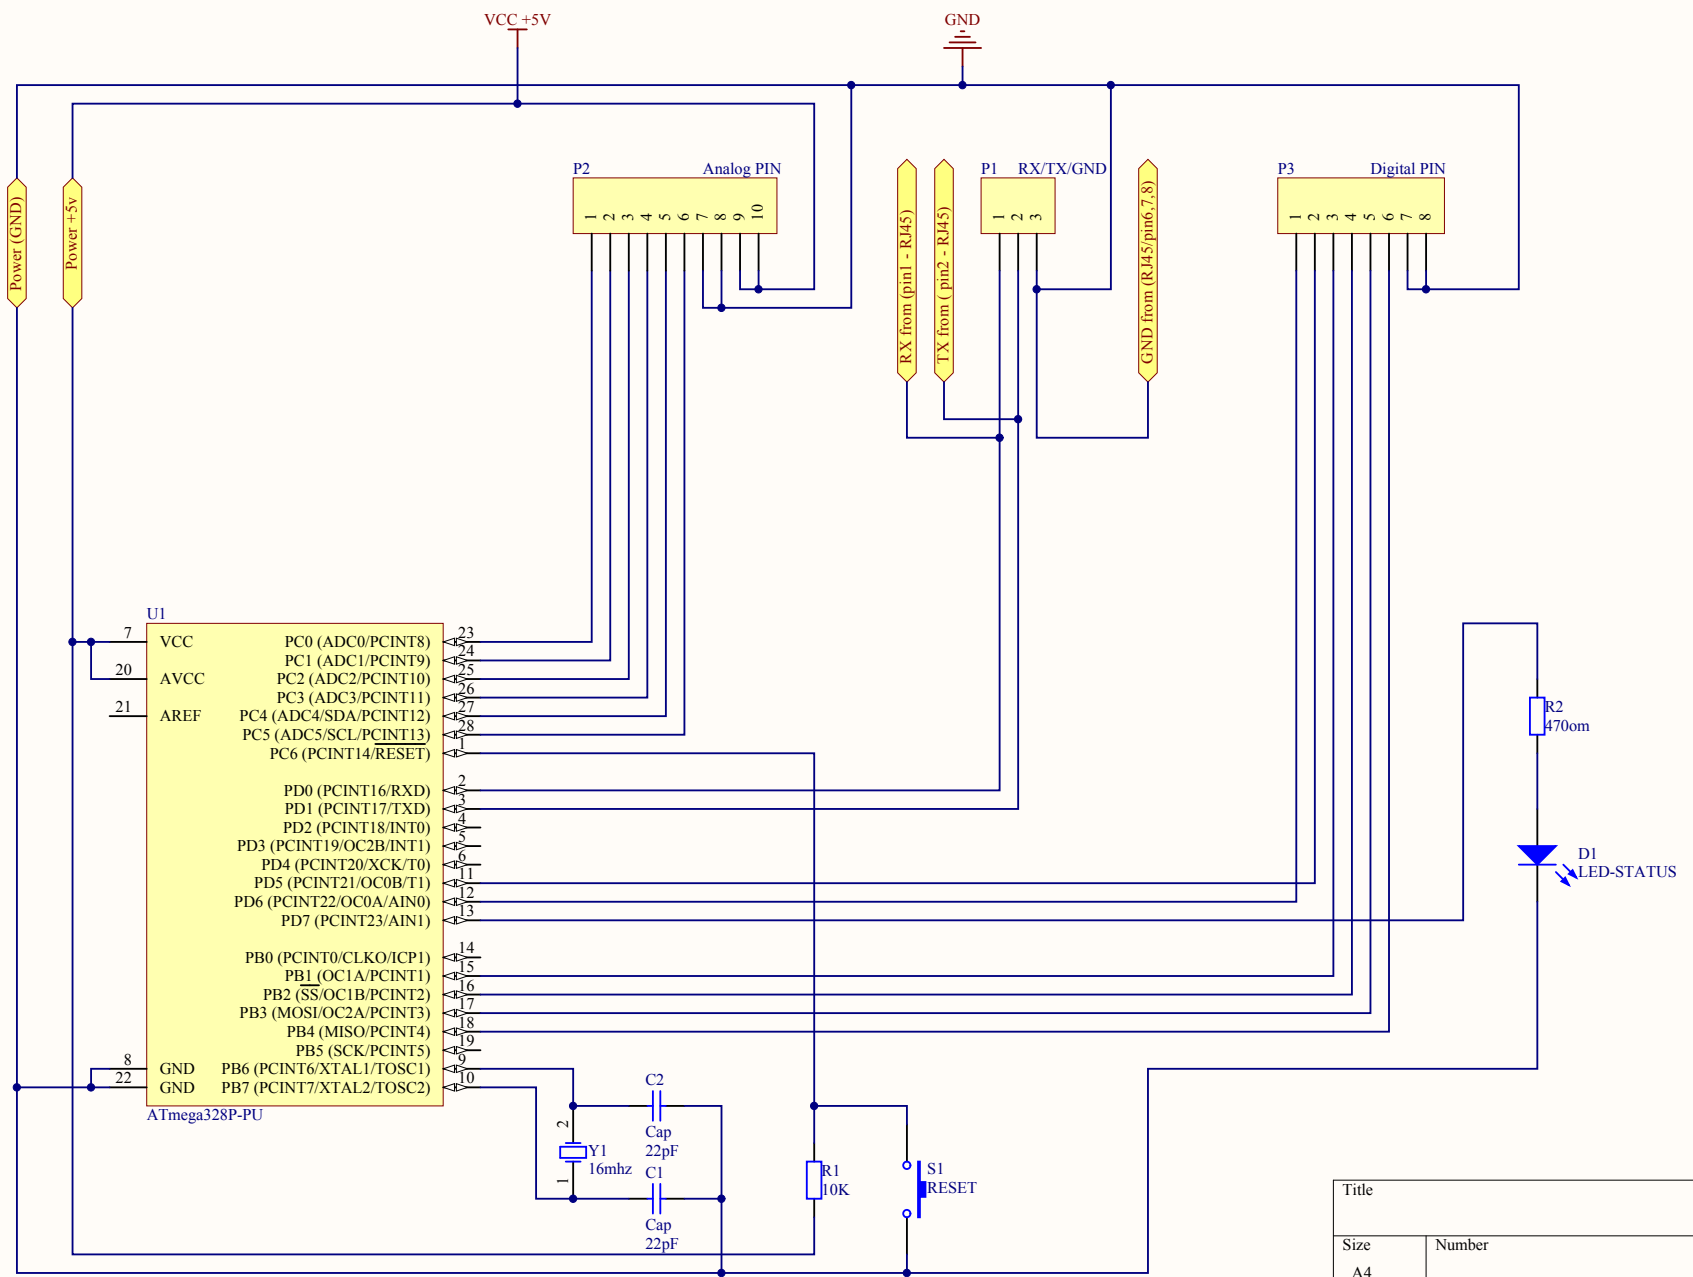 VCC +5V
GND
Power (GND)
Power +5v
P2
Analog PIN
1
2
3
4
5
6
7
8
9
10
RX from (pin1 - RJ45)
TX from ( pin2 - RJ45)
P1
RX/TX/GND
1
2
3
GND from (RJ45/pin6,7,8)
P3
Digital PIN
1
2
3
4
5
6
7
8
U1
7
VCC
20
AVCC
21
AREF
8
GND
22
GND
PC0 (ADC0/PCINT8)
23
PC1 (ADC1/PCINT9)
24
PC2 (ADC2/PCINT10)
25
PC3 (ADC3/PCINT11)
26
PC4 (ADC4/SDA/PCINT12)
27
PC5 (ADC5/SCL/PCINT13)
28
PC6 (PCINT14/RESET)
1
PD0 (PCINT16/RXD)
2
PD1 (PCINT17/TXD)
3
PD2 (PCINT18/INT0)
4
PD3 (PCINT19/OC2B/INT1)
5
PD4 (PCINT20/XCK/T0)
6
PD5 (PCINT21/OC0B/T1)
11
PD6 (PCINT22/OC0A/AIN0)
12
PD7 (PCINT23/AIN1)
13
PB0 (PCINT0/CLKO/ICP1)
14
PB1 (OC1A/PCINT1)
15
PB2 (SS/OC1B/PCINT2)
16
PB3 (MOSI/OC2A/PCINT3)
17
PB4 (MISO/PCINT4)
18
PB5 (SCK/PCINT5)
19
PB6 (PCINT6/XTAL1/TOSC1)
9
PB7 (PCINT7/XTAL2/TOSC2)
10
ATmega328P-PU
R2
470om
D1
LED-STATUS
C2
Cap
22pF
2
Y1
16mhz
1
C1
Cap
22pF
R1
10K
S1
RESET
Title
Size
Number
A4